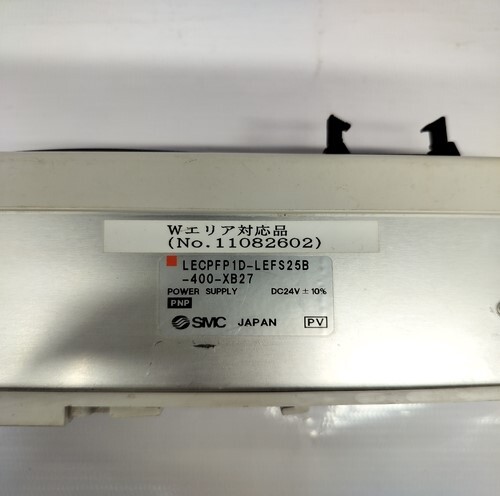 Wエリア対応品
(No.11082602)
LECPFP1D-LEFS25B
-400-XB27
POWER SUPPLY DC24V±10%
PNP
SMC JAPAN PV